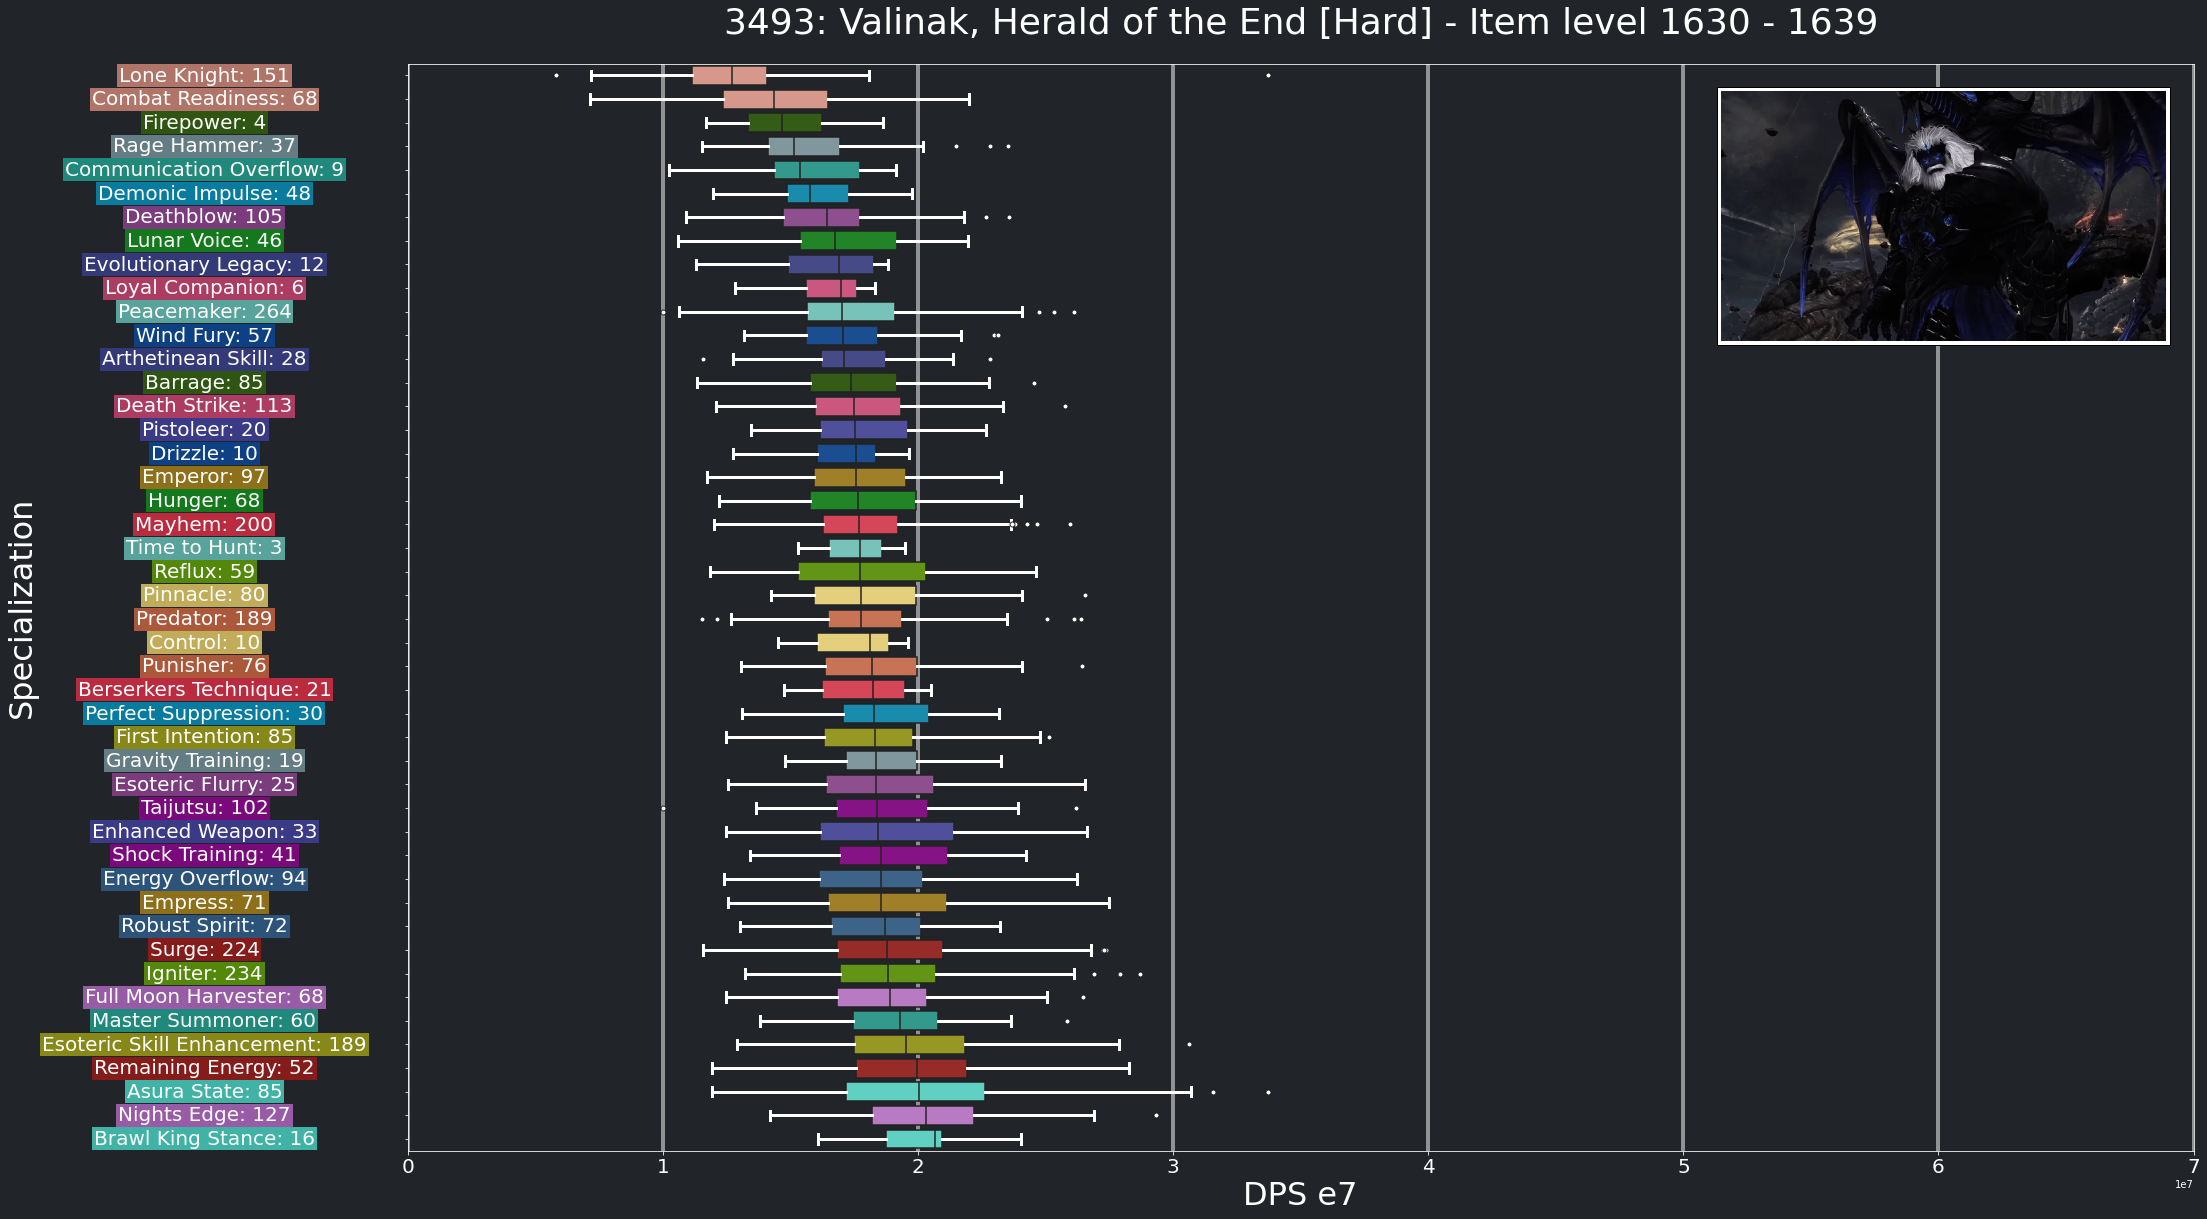 3493: Valinak, Herald of the End [Hard] - Item level 1630 - 1639
Specialization
Lone Knight: 151
Combat Readiness: 68
Firepower: 4
Rage Hammer: 37
Communication Overflow: 9
Demonic Impulse: 48
Deathblow: 105
Lunar Voice: 46
Evolutionary Legacy: 12
Loyal Companion: 6
Peacemaker: 264
Wind Fury: 57
Arthetinean Skill: 28
Barrage: 85
Death Strike: 113
Pistoleer: 20
Drizzle: 10
Emperor: 97
Hunger: 68
Mayhem: 200
Time to Hunt: 3
Reflux: 59
Pinnacle: 80
Predator: 189
Control: 10
Punisher: 76
Berserkers Technique: 21
Perfect Suppression: 30
First Intention: 85
Gravity Training: 19
Esoteric Flurry: 25
Taijutsu: 102
Enhanced Weapon: 33
Shock Training: 41
Energy Overflow: 94
Empress: 71
Robust Spirit: 72
Surge: 224
Igniter: 234
Full Moon Harvester: 68
Master Summoner: 60
Esoteric Skill Enhancement: 189
Remaining Energy: 52
Asura State: 85
Nights Edge: 127
Brawl King Stance: 16
0 1 2 3 4 5 6 7
1e7
DPS e7